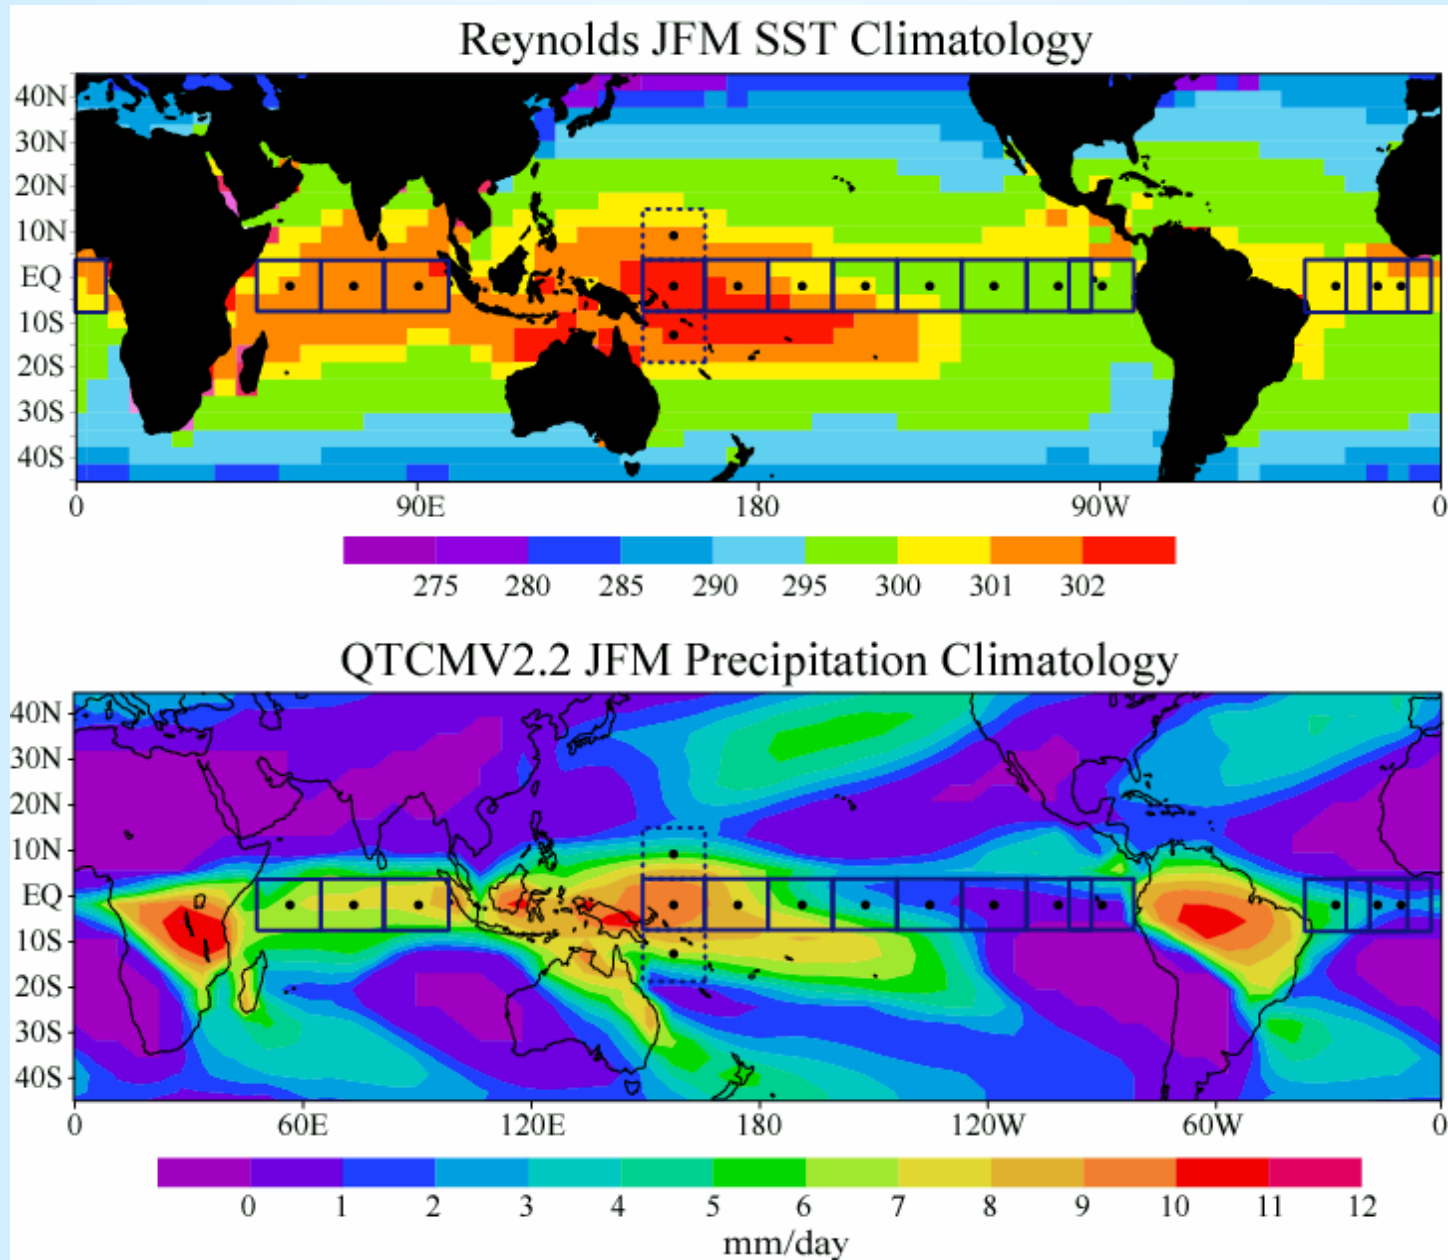 Reynolds JFM SST Climatology
40N
30N
20N
10N
EQ
10S
20S
30S
40S
0 90E 180 90W 0
275 280 285 290 295 300 301 302
QTCMV2.2 JFM Precipitation Climatology
40N
30N
20N
10N
EQ
10S
20S
30S
40S
0 60E 120E 180 120W 60W 0
0 1 2 3 4 5 6 7 8 9 10 11 12
mm/day